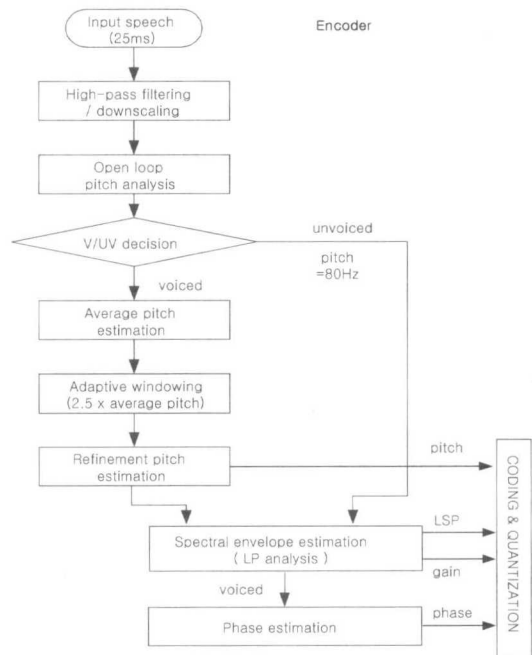 Input speech
(25ms)
Encoder
High-pass filtering
/ downscaling
Open loop
pitch analysis
V/UV decision
unvoiced
pitch
=80Hz
voiced
Average pitch
estimation
Adaptive windowing
(2.5 x average pitch)
Refinement pitch
estimation
pitch
Spectral envelope estimation
( LP analysis )
LSP
gain
voiced
Phase estimation
phase
CODING & QUANTIZATION